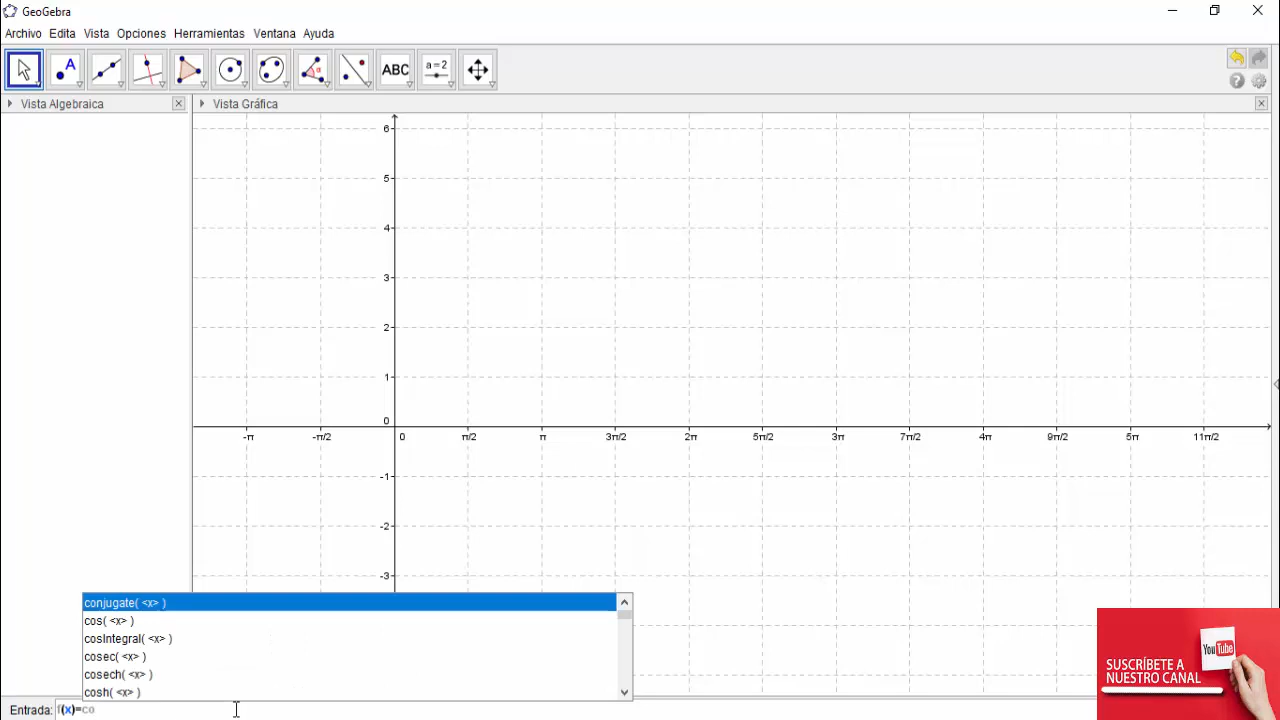 GeoGebra
Archivo Edita Vista Opciones Herramientas Ventana Ayuda
A ABC a = 2
Vista Algebraica
Vista Gráfica
6
5
4
3
2
1
0
-π -π/2 0 π/2 π 3π/2 2π 5π/2 3π 7π/2 4π 9π/2 5π 11π/2
-1
-2
-3
conjugate( <x> )
cos( <x> )
cosIntegral( <x> )
cosec( <x> )
cosech( <x> )
cosh( <x> )
Entrada: f(x)=co
YouTube
SUSCRÍBETE A
NUESTRO CANAL